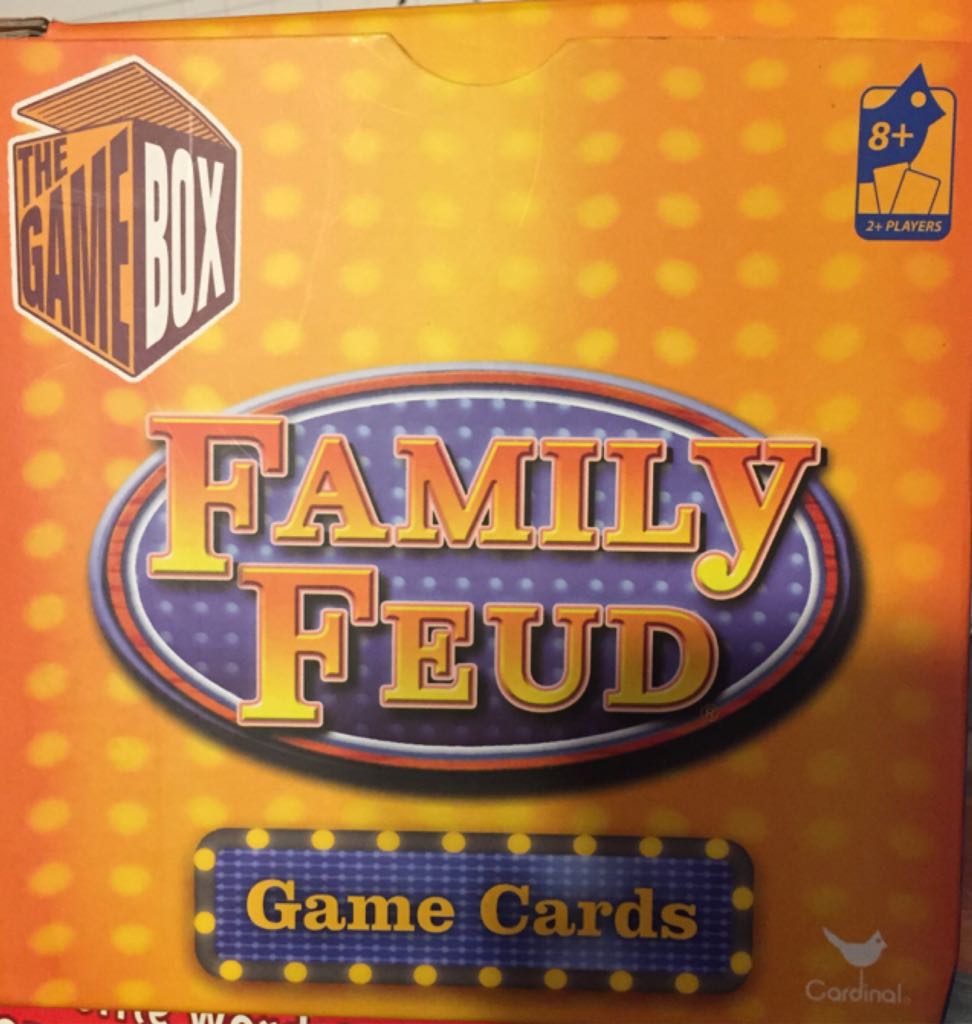 THE
GAME
BOX
8+
2+ PLAYERS
FAMILY
FEUD®
Game Cards
Cardinal